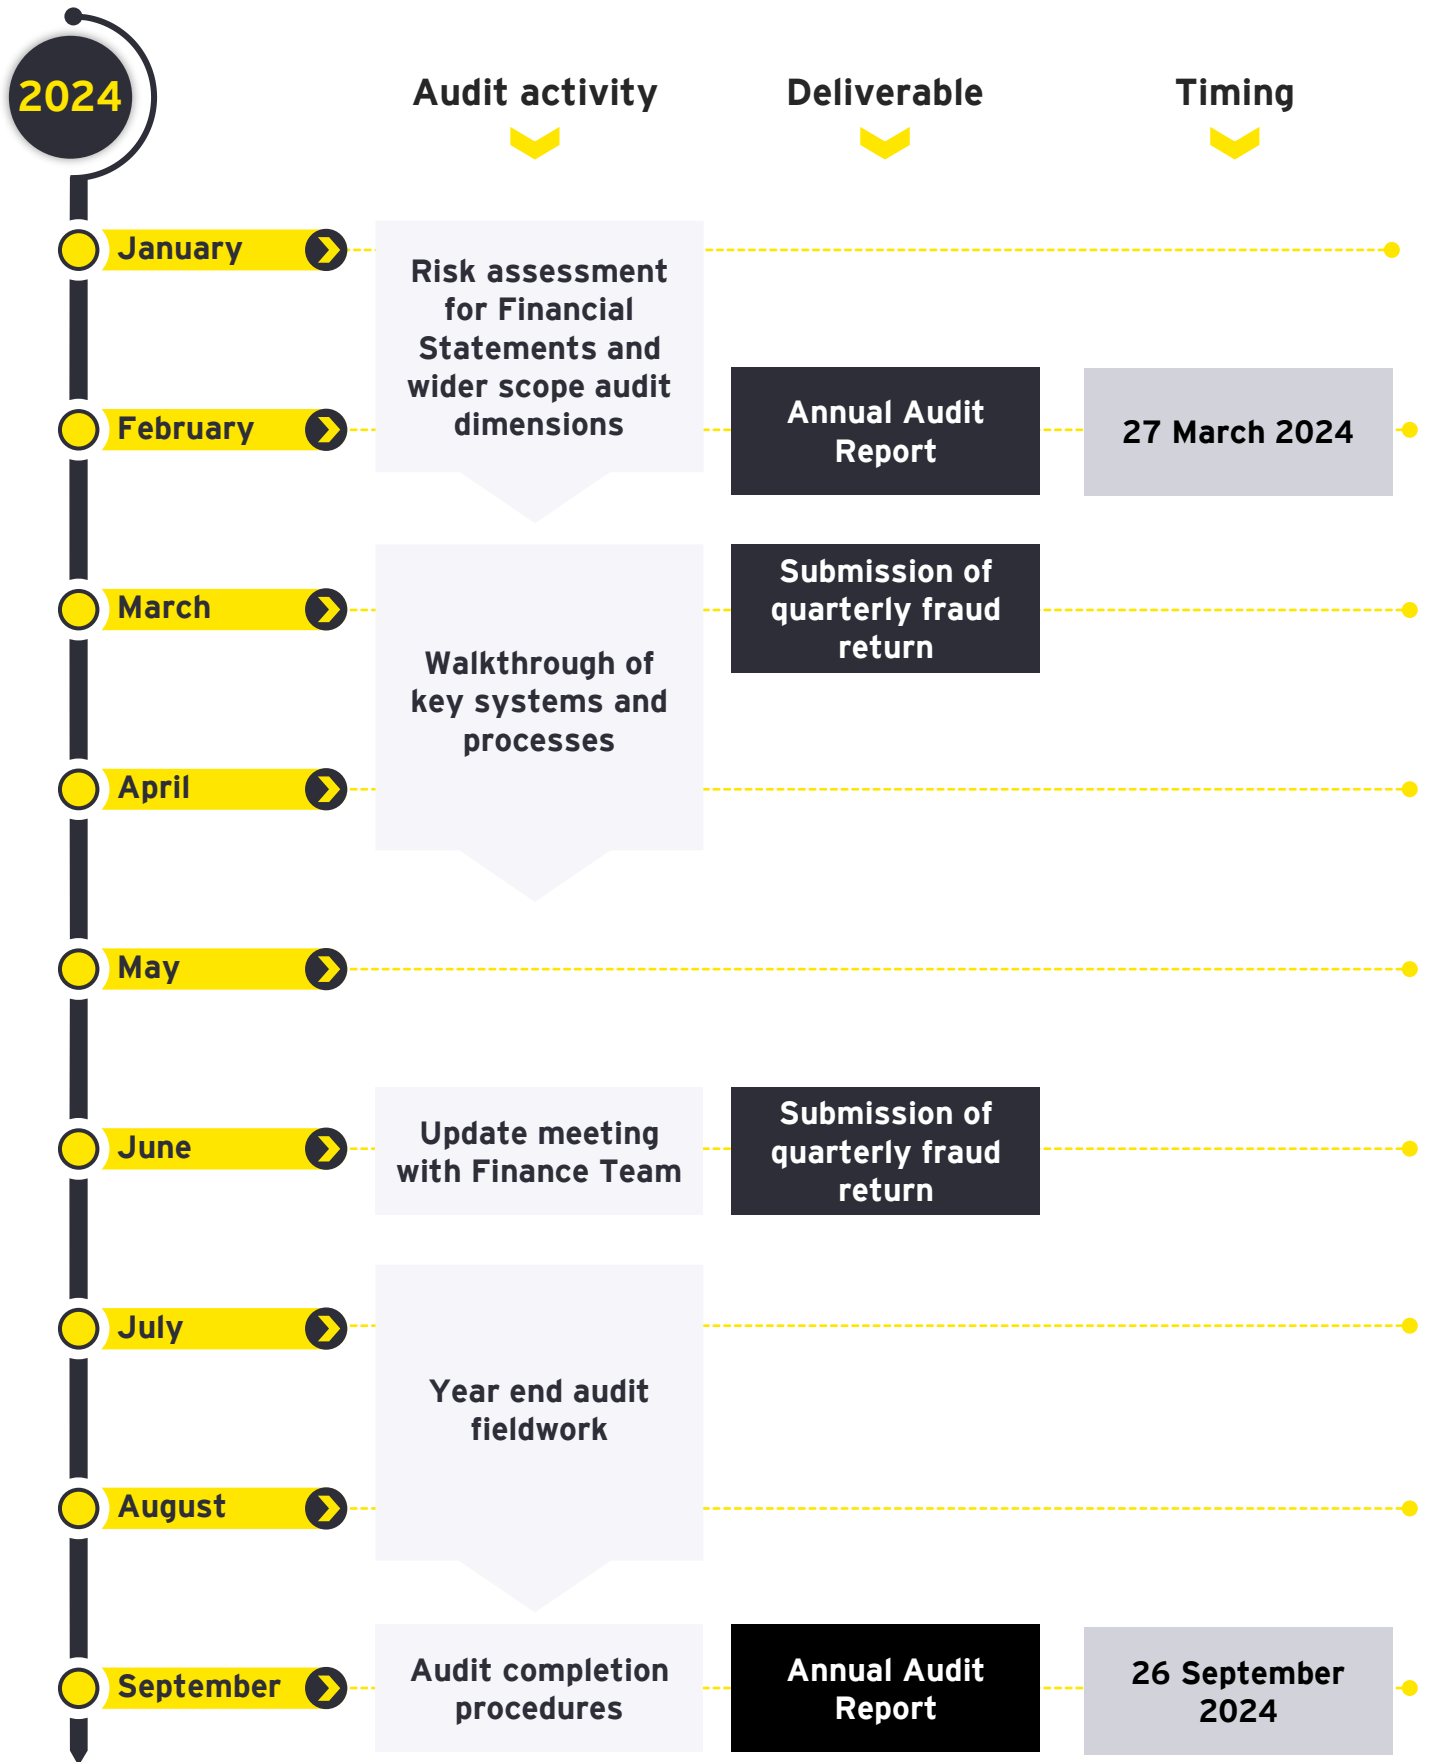 2024
Audit activity
Deliverable
Timing
January
Risk assessment
for Financial
Statements and
wider scope audit
dimensions
February
Annual Audit
Report
27 March 2024
March
Submission of
quarterly fraud
return
Walkthrough of
key systems and
processes
April
May
June
Update meeting
with Finance Team
Submission of
quarterly fraud
return
July
Year end audit
fieldwork
August
September
Audit completion
procedures
Annual Audit
Report
26 September
2024